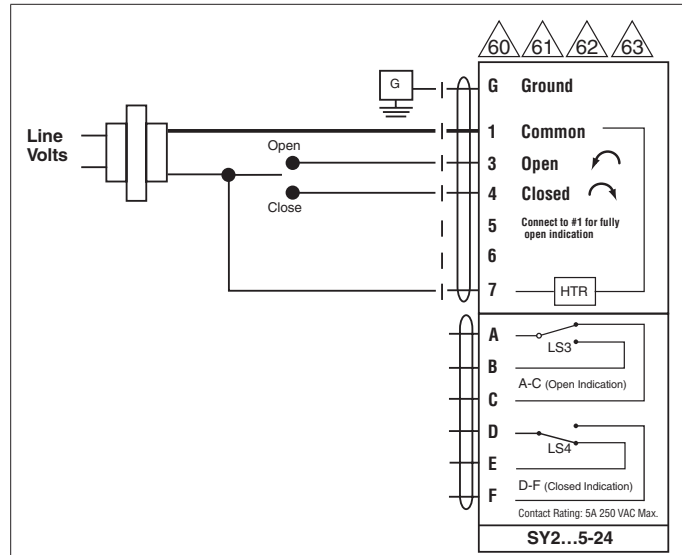 60 61 62 63
G G Ground
Line Volts
1 Common
Open
3 Open
4 Closed
Close
5 Connect to #1 for fully open indication
6
7 HTR
A
LS3
B
A-C (Open Indication)
C
D
LS4
E
D-F (Closed Indication)
F
Contact Rating: 5A 250 VAC Max.
SY2...5-24